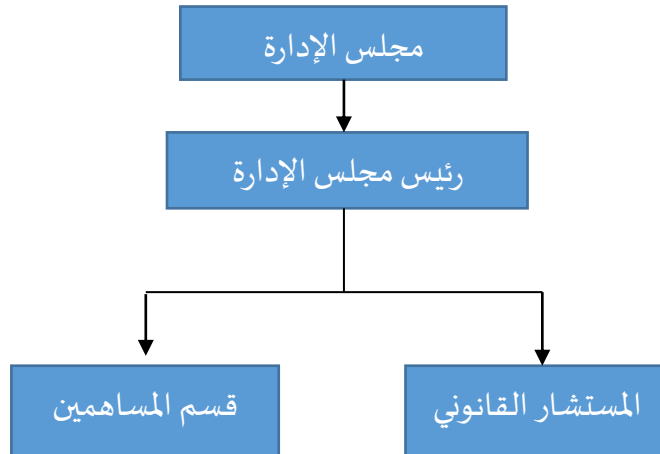 مجلس الإدارة
رئيس مجلس الإدارة
المستشار القانوني
قسم المساهمين